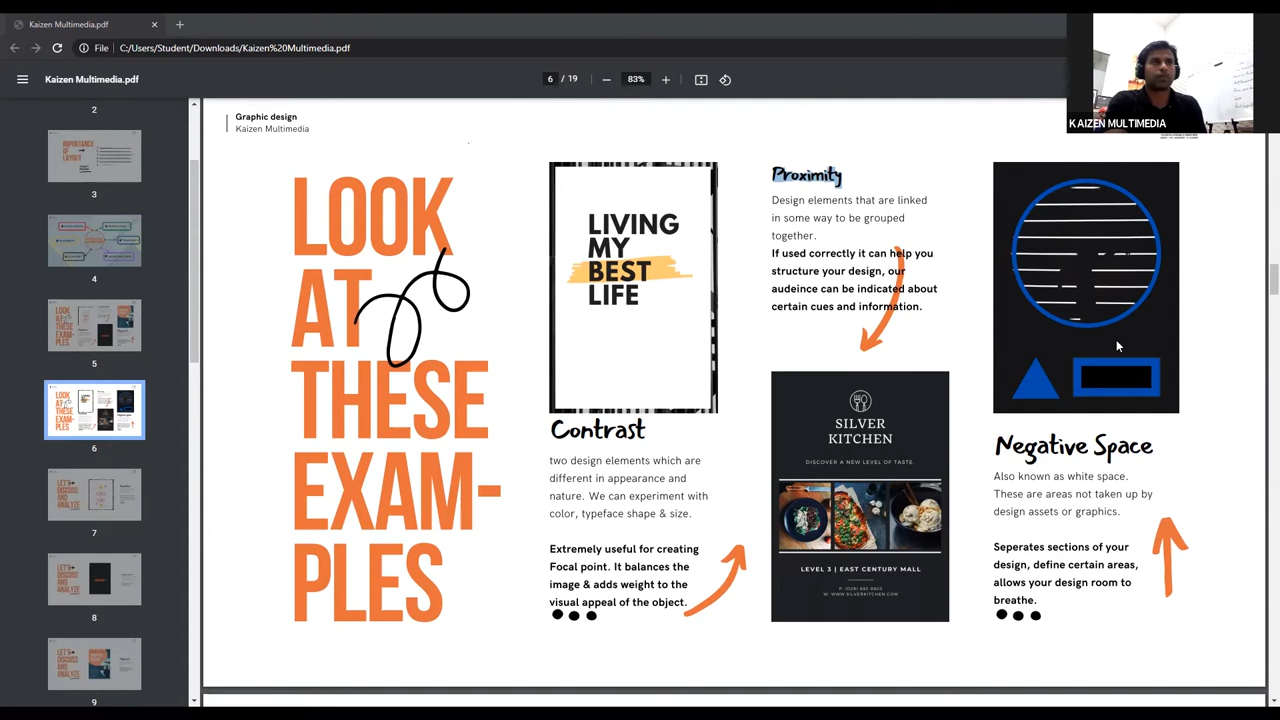 Kaizen Multimedia.pdf
File
C:/Users/Student/Downloads/Kaizen%20Multimedia.pdf
Kaizen Multimedia.pdf
6 / 19
83%
KAIZEN MULTIMEDIA
2
3
4
5
6
7
8
9
Graphic design
Kaizen Multimedia
LOOK
AT
THESE
EXAM-
PLES
LIVING
MY
BEST
LIFE
Contrast
two design elements which are
different in appearance and
nature. We can experiment with
color, typeface shape & size.
Extremely useful for creating
Focal point. It balances the
image & adds weight to the
visual appeal of the object.
Proximity
Design elements that are linked
in some way to be grouped
together.
If used correctly it can help you
structure your design, our
audeince can be indicated about
certain cues and information.
SILVER
KITCHEN
DISCOVER A NEW LEVEL OF TASTE.
LEVEL 3 | EAST CENTURY MALL
W: WWW.SILVERKITCHEN.COM
Negative Space
Also known as white space.
These are areas not taken up by
design assets or graphics.
Seperates sections of your
design, define certain areas,
allows your design room to
breathe.